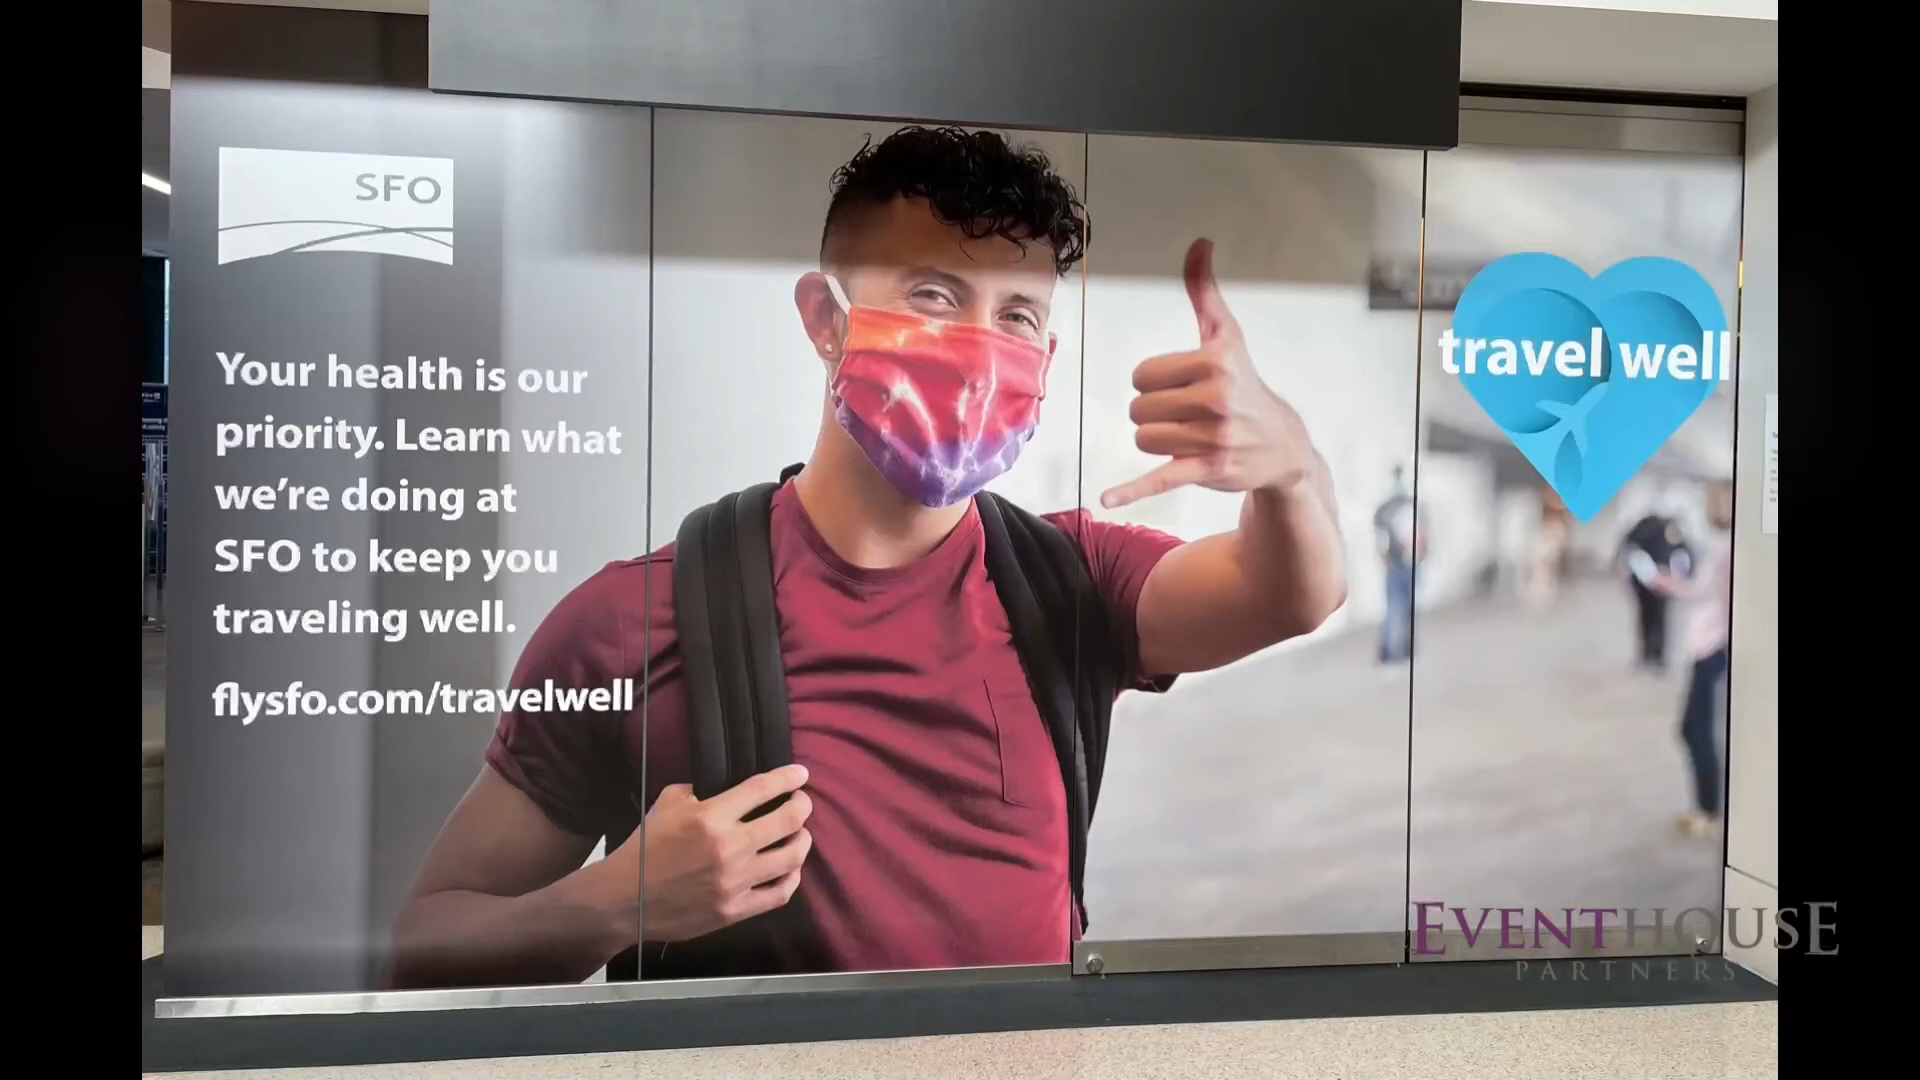 SFO
Your health is our
priority. Learn what
we're doing at
SFO to keep you
traveling well.
flysfo.com/travelwell
travel well
EVENTHOUSE
PARTNERS